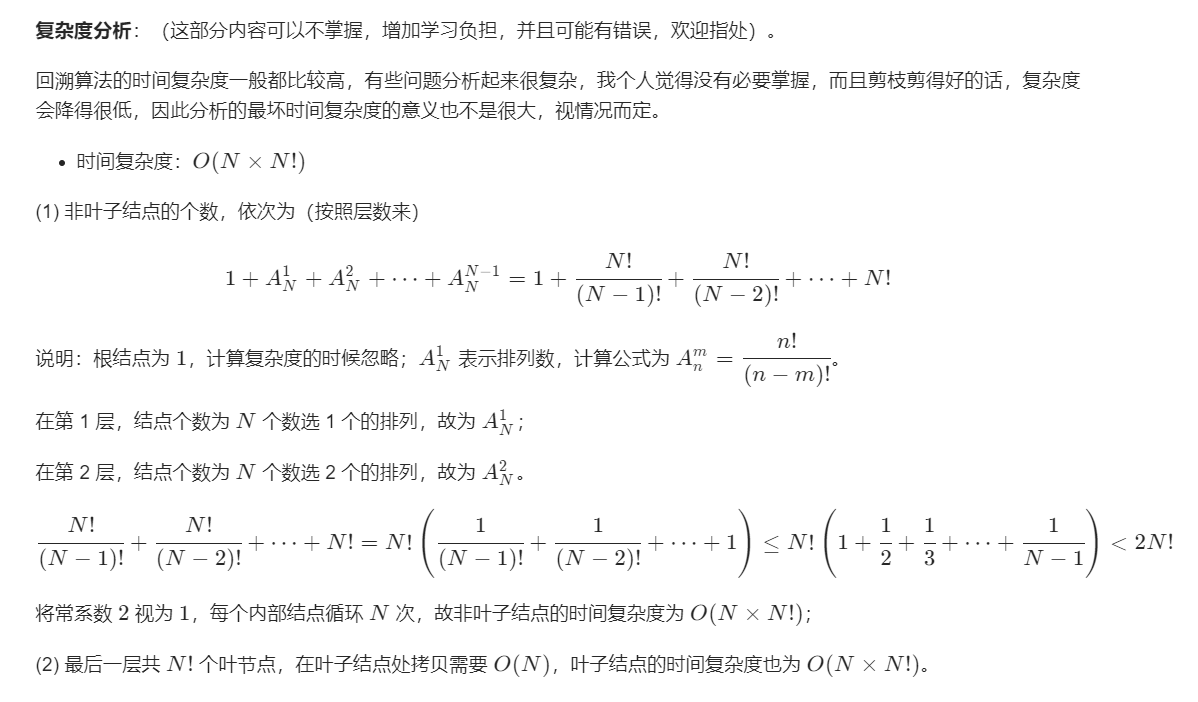 复杂度分析：（这部分内容可以不掌握，增加学习负担，并且可能有错误，欢迎指处）。
回溯算法的时间复杂度一般都比较高，有些问题分析起来很复杂，我个人觉得没有必要掌握，而且剪枝剪得好的话，复杂度
会降得很低，因此分析的最坏时间复杂度的意义也不是很大，视情况而定。
• 时间复杂度：$O(N \times N!)$
(1) 非叶子结点的个数，依次为（按照层数来）
$1 + A_N^1 + A_N^2 + \cdots + A_N^{N-1} = 1 + \frac{N!}{(N-1)!} + \frac{N!}{(N-2)!} + \cdots + N!$
说明：根结点为 $1$，计算复杂度的时候忽略；$A_N^1$ 表示排列数，计算公式为 $A_n^m = \frac{n!}{(n-m)!}$。
在第 1 层，结点个数为 $N$ 个数选 1 个的排列，故为 $A_N^1$；
在第 2 层，结点个数为 $N$ 个数选 2 个的排列，故为 $A_N^2$。
$\frac{N!}{(N-1)!} + \frac{N!}{(N-2)!} + \cdots + N! = N! \left( \frac{1}{(N-1)!} + \frac{1}{(N-2)!} + \cdots + 1 \right) \leq N! \left( 1 + \frac{1}{2} + \frac{1}{3} + \cdots + \frac{1}{N-1} \right) < 2N!$
将常系数 $2$ 视为 $1$，每个内部结点循环 $N$ 次，故非叶子结点的时间复杂度为 $O(N \times N!)$；
(2) 最后一层共 $N!$ 个叶节点，在叶子结点处拷贝需要 $O(N)$，叶子结点的时间复杂度也为 $O(N \times N!)$。